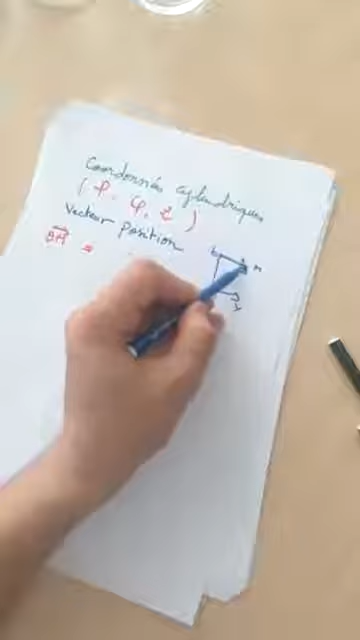 Coordonnées cylindriques
( ρ, φ, z )
Vecteur position
OM =
z M
y